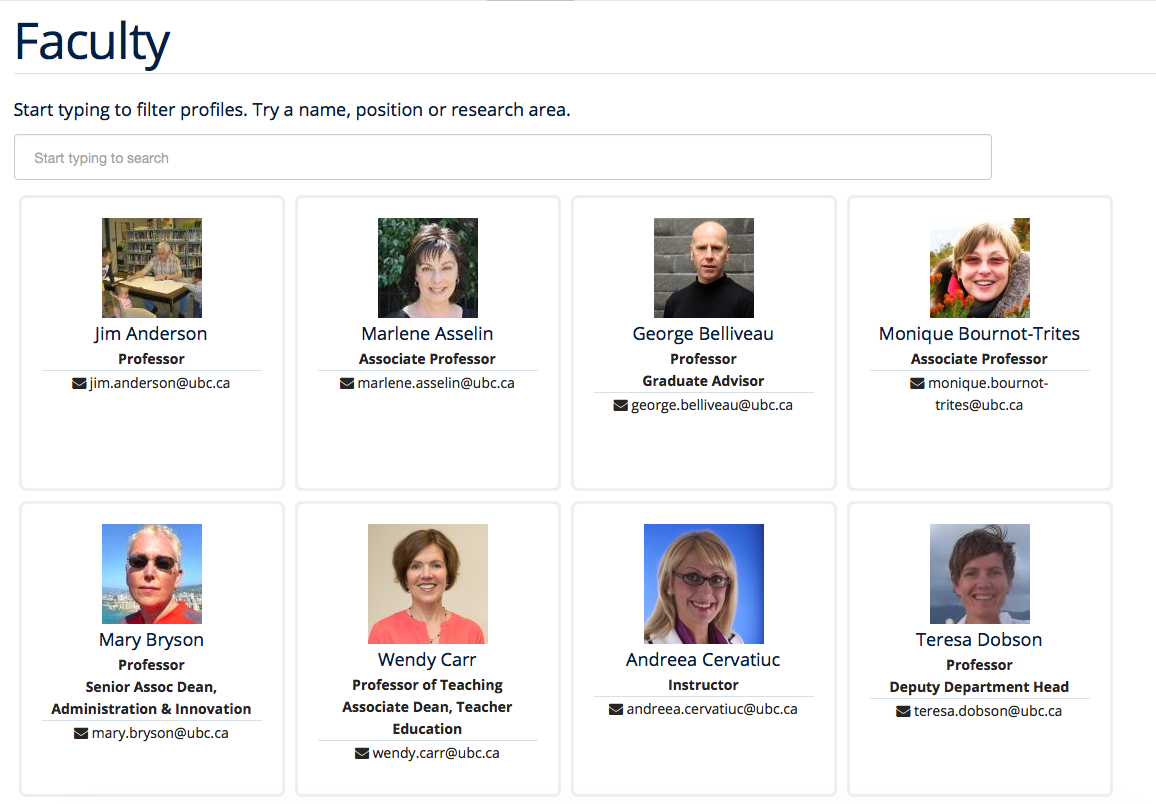 Faculty
Start typing to filter profiles. Try a name, position or research area.
Start typing to search
Jim Anderson
Professor
jim.anderson@ubc.ca
Marlene Asselin
Associate Professor
marlene.asselin@ubc.ca
George Belliveau
Professor
Graduate Advisor
george.belliveau@ubc.ca
Monique Bournot-Trites
Associate Professor
monique.bournot-
trites@ubc.ca
Mary Bryson
Professor
Senior Assoc Dean,
Administration & Innovation
mary.bryson@ubc.ca
Wendy Carr
Professor of Teaching
Associate Dean, Teacher
Education
wendy.carr@ubc.ca
Andreea Cervatiuc
Instructor
andreea.cervatiuc@ubc.ca
Teresa Dobson
Professor
Deputy Department Head
teresa.dobson@ubc.ca